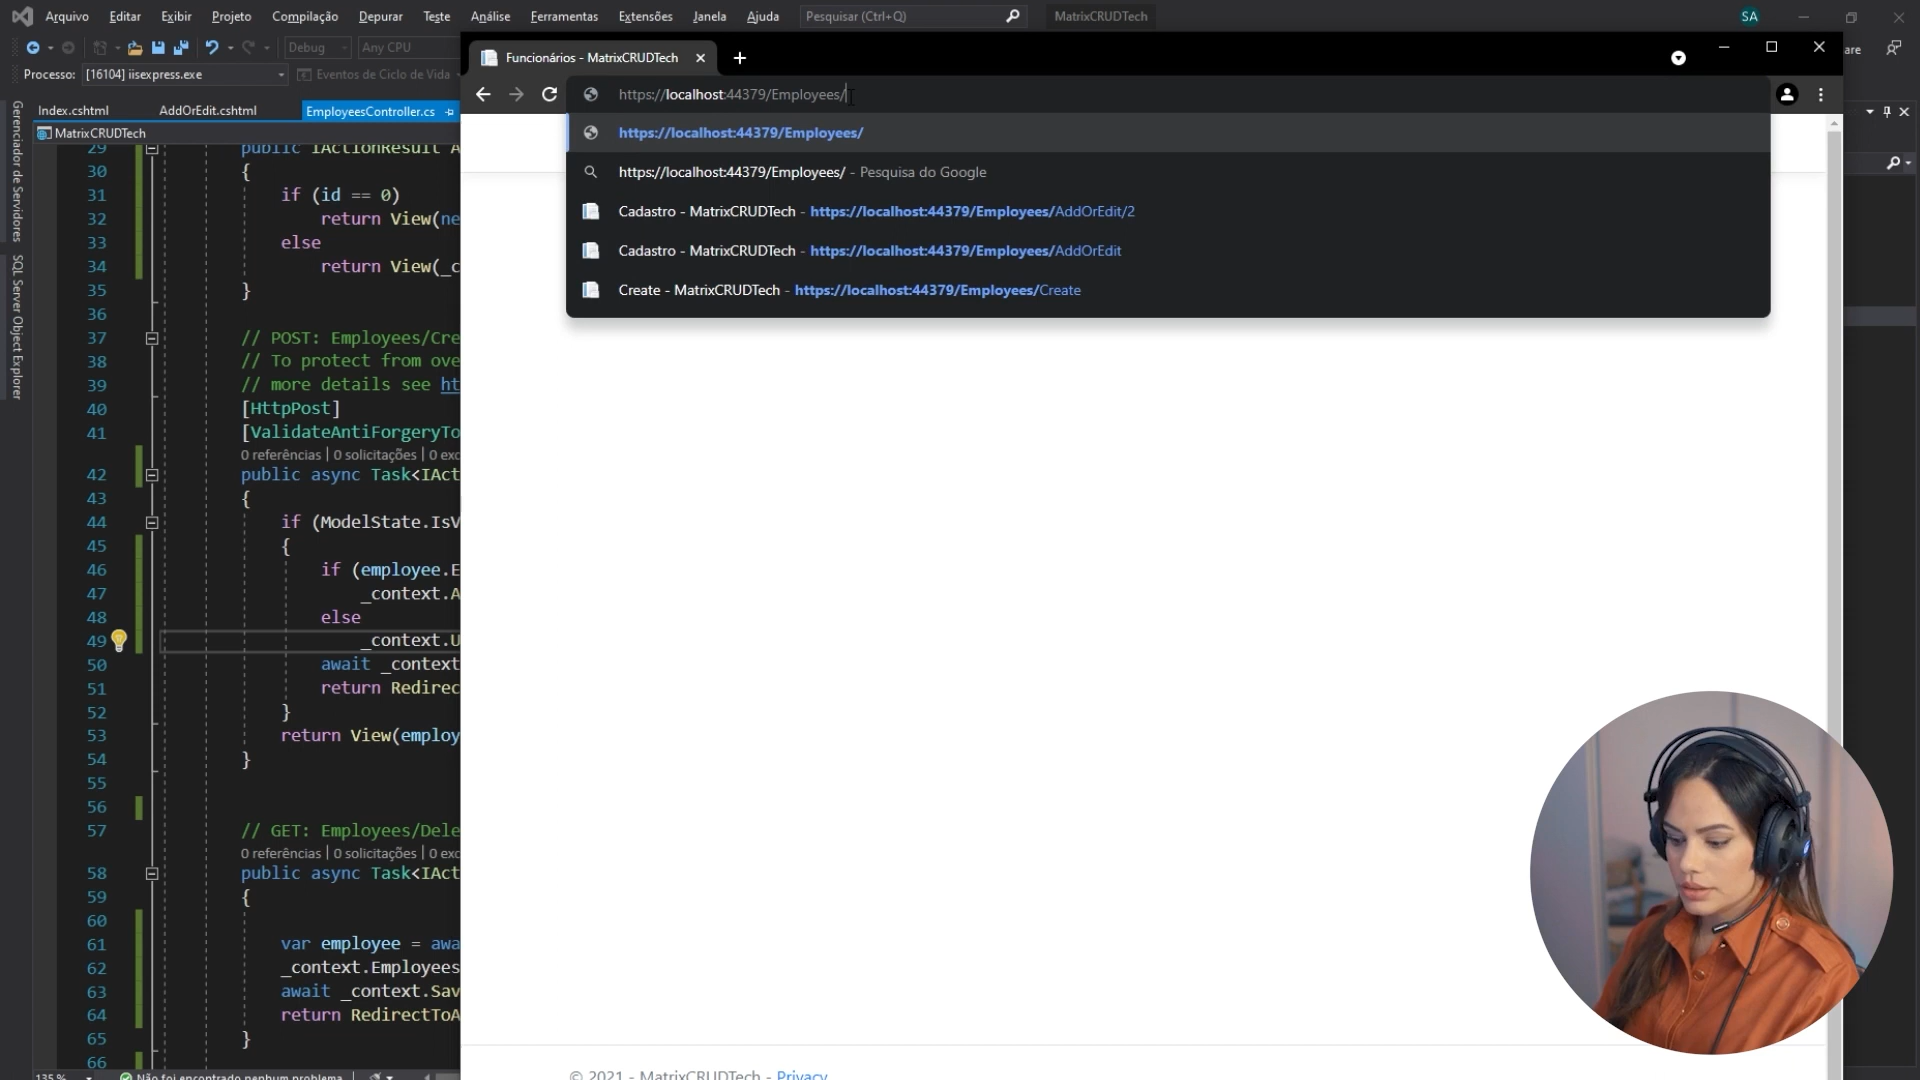 Arquivo Editar Exibir Projeto Compilação Depurar Teste Análise Ferramentas Extensões Janela Ajuda Pesquisar (Ctrl+Q) MatrixCRUDTech SA
Debug Any CPU
Processo: [16104] iisexpress.exe Eventos de Ciclo de Vida
Index.cshtml AddOrEdit.cshtml EmployeesController.cs
MatrixCRUDTech
Gerenciador de Servidores
SQL Server Object Explorer
29 public IActionResult A
30 {
31 if (id == 0)
32 return View(ne
33 else
34 return View(_c
35 }
36
37 // POST: Employees/Cre
38 // To protect from ove
39 // more details see ht
40 [HttpPost]
41 [ValidateAntiForgeryTo
0 referências | 0 solicitações | 0 exc
42 public async Task<IAct
43 {
44 if (ModelState.IsV
45 {
46 if (employee.E
47 _context.A
48 else
49 _context.U
50 await _context
51 return Redirec
52 }
53 return View(employ
54 }
55
56
57 // GET: Employees/Dele
0 referências | 0 solicitações | 0 exc
58 public async Task<IAct
59 {
60
61 var employee = awa
62 _context.Employees
63 await _context.Sav
64 return RedirectToA
65 }
66
135 % Não foi encontrado nenhum problema
Funcionários - MatrixCRUDTech
https://localhost:44379/Employees/
https://localhost:44379/Employees/
https://localhost:44379/Employees/ - Pesquisa do Google
Cadastro - MatrixCRUDTech - https://localhost:44379/Employees/AddOrEdit/2
Cadastro - MatrixCRUDTech - https://localhost:44379/Employees/AddOrEdit
Create - MatrixCRUDTech - https://localhost:44379/Employees/Create
are
© 2021 - MatrixCRUDTech - Privacy